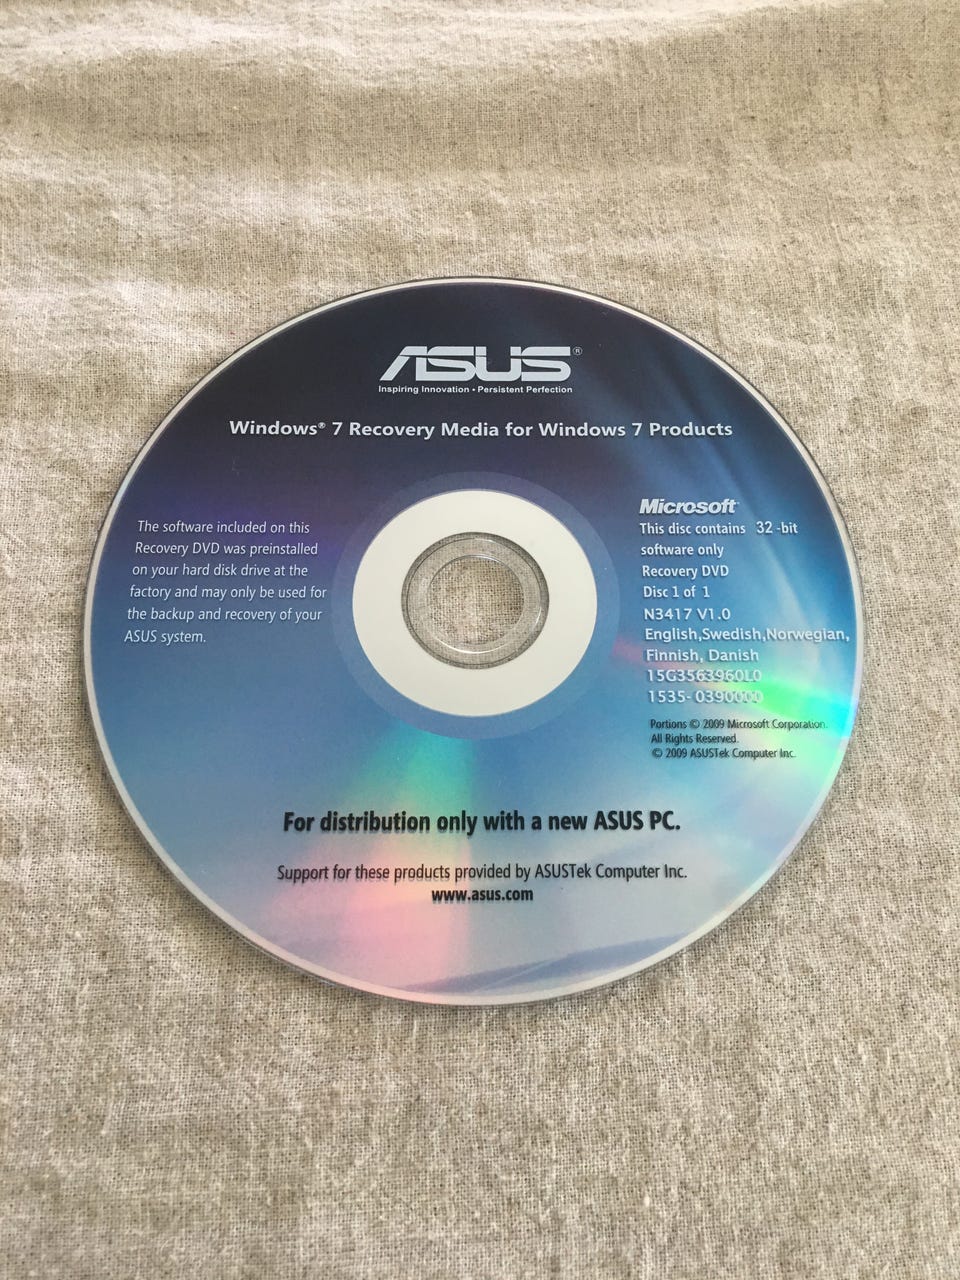 ASUS®
Inspiring Innovation • Persistent Perfection
Windows® 7 Recovery Media for Windows 7 Products
The software included on this
Recovery DVD was preinstalled
on your hard disk drive at the
factory and may only be used for
the backup and recovery of your
ASUS system.
Microsoft
This disc contains 32 -bit
software only
Recovery DVD
Disc 1 of 1
N3417 V1.0
English,Swedish,Norwegian,
Finnish, Danish
15G3563960L0
1535- 0390000
Portions © 2009 Microsoft Corporation.
All Rights Reserved.
© 2009 ASUSTek Computer Inc.
For distribution only with a new ASUS PC.
Support for these products provided by ASUSTek Computer Inc.
www.asus.com